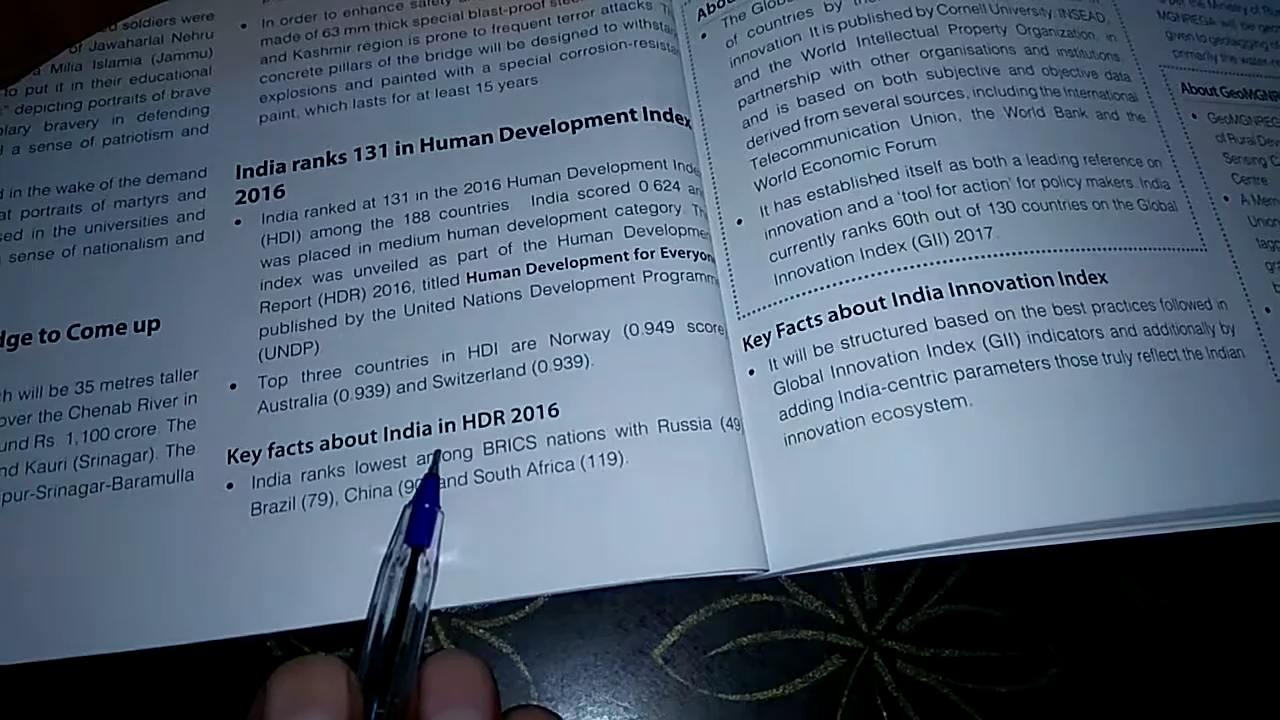 soldiers were
of Jawaharlal Nehru
Milia Islamia (Jammu)
to put it in their educational
depicting portraits of brave
bravery in defending
a sense of patriotism and
in the wake of the demand
portraits of martyrs and
in the universities and
sense of nationalism and
to Come up
will be 35 metres taller
over the Chenab River in
Rs 1,100 crore. The
Kauri (Srinagar). The
-Srinagar-Baramulla
• In order to enhance safety
made of 63 mm thick special blast-proof
and Kashmir region is prone to frequent terror attacks
concrete pillars of the bridge will be designed to
explosions and painted with a special
paint, which lasts for at least 15 years
India ranks 131 in Human Development Index
2016
• India ranked at 131 in the 2016 Human Development
(HDI) among the 188 countries India scored 0.624
was placed in medium human development category.
index was unveiled as part of the Human
Report (HDR) 2016, titled Human Development for
published by the United Nations Development
(UNDP)
• Top three countries in HDI are Norway (0.949 score
Australia (0.939) and Switzerland (0.939).
Key facts about India in HDR 2016
• India ranks lowest among BRICS nations with Russia (49
Brazil (79), China (90 and South Africa (119).
• The
of countries by
innovation It is published by Cornell University, INSEAD,
and the World Intellectual Property Organization, in
partnership with other organisations and institutions,
and is based on both subjective and objective data
derived from several sources, including the International
Telecommunication Union, the World Bank and the
World Economic Forum
• It has established itself as both a leading reference on
innovation and a 'tool for action' for policy makers. India
currently ranks 60th out of 130 countries on the Global
Innovation Index (GII) 2017.
Key Facts about India Innovation Index
• It will be structured based on the best practices followed in
Global Innovation Index (GII) indicators and additionally by
adding India-centric parameters those truly reflect the Indian
innovation ecosystem.
MGNREGA will
given to geotagging of
primarily the
About
•
of Rural
Sensing
Centre.
• A